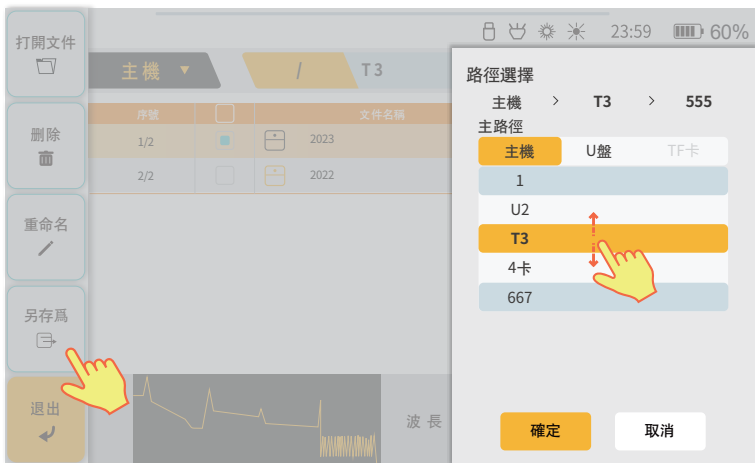 打開文件
23:59 60%
主機 ▼ / T3
序號 文件名稱
1/2 2023
2/2 2022
删除
重命名
另存爲
退出
波 長
路徑選擇
主機 > T3 > 555
主路徑
主機 U盤 TF卡
1
U2
T3
4卡
667
確定 取消